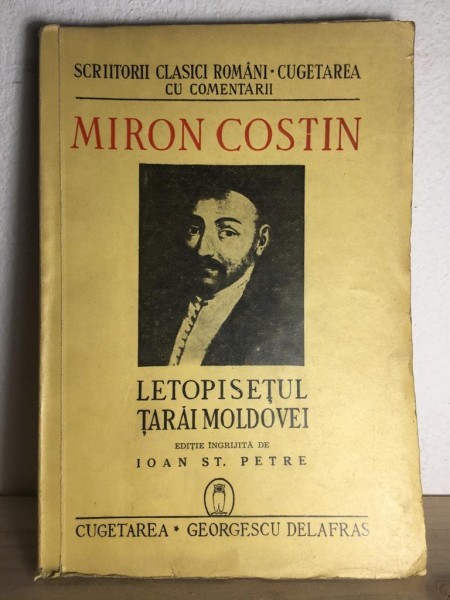 SCRIITORII CLASICI ROMÂNI • CUGETAREA
CU COMENTARII
MIRON COSTIN
LETOPISEȚUL
ȚARĂI MOLDOVEI
EDIȚIE ÎNGRIJITĂ DE
IOAN ST. PETRE
CUGETAREA * GEORGESCU DELAFRAS